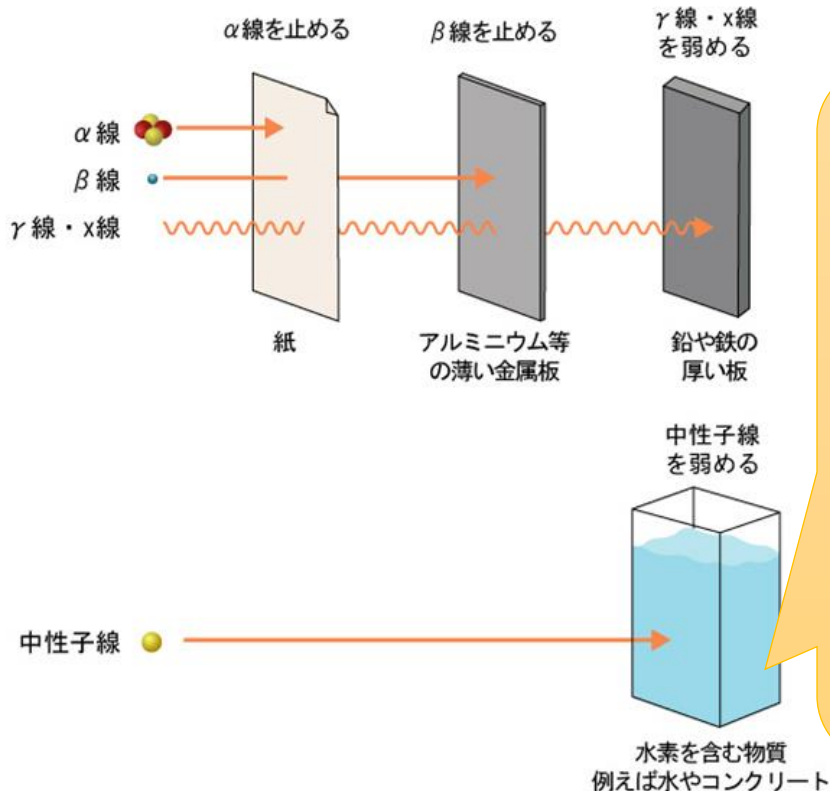 α線を止める
β線を止める
γ線・x線
を弱める
α線
β線
γ線・x線
紙
アルミニウム等
の薄い金属板
鉛や鉄の
厚い板
中性子線
を弱める
中性子線
水素を含む物質
例えば水やコンクリート